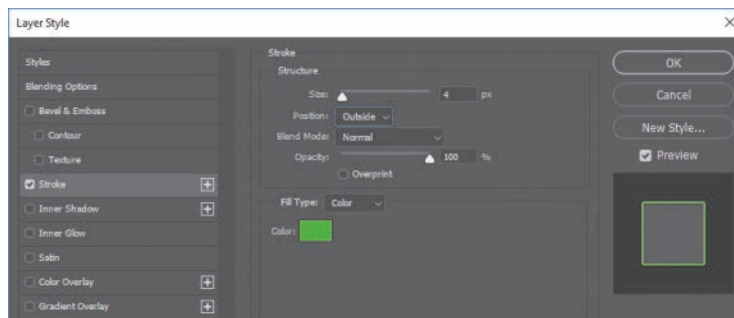 Layer Style
Styles
Blending Options
Bevel & Emboss
Contour
Texture
Stroke
Inner Shadow
Inner Glow
Satin
Color Overlay
Gradient Overlay
Stroke
Structure
Size: 4 px
Position: Outside
Blend Mode: Normal
Opacity: 100 %
Overprint
Fill Type: Color
Color:
OK
Cancel
New Style...
Preview